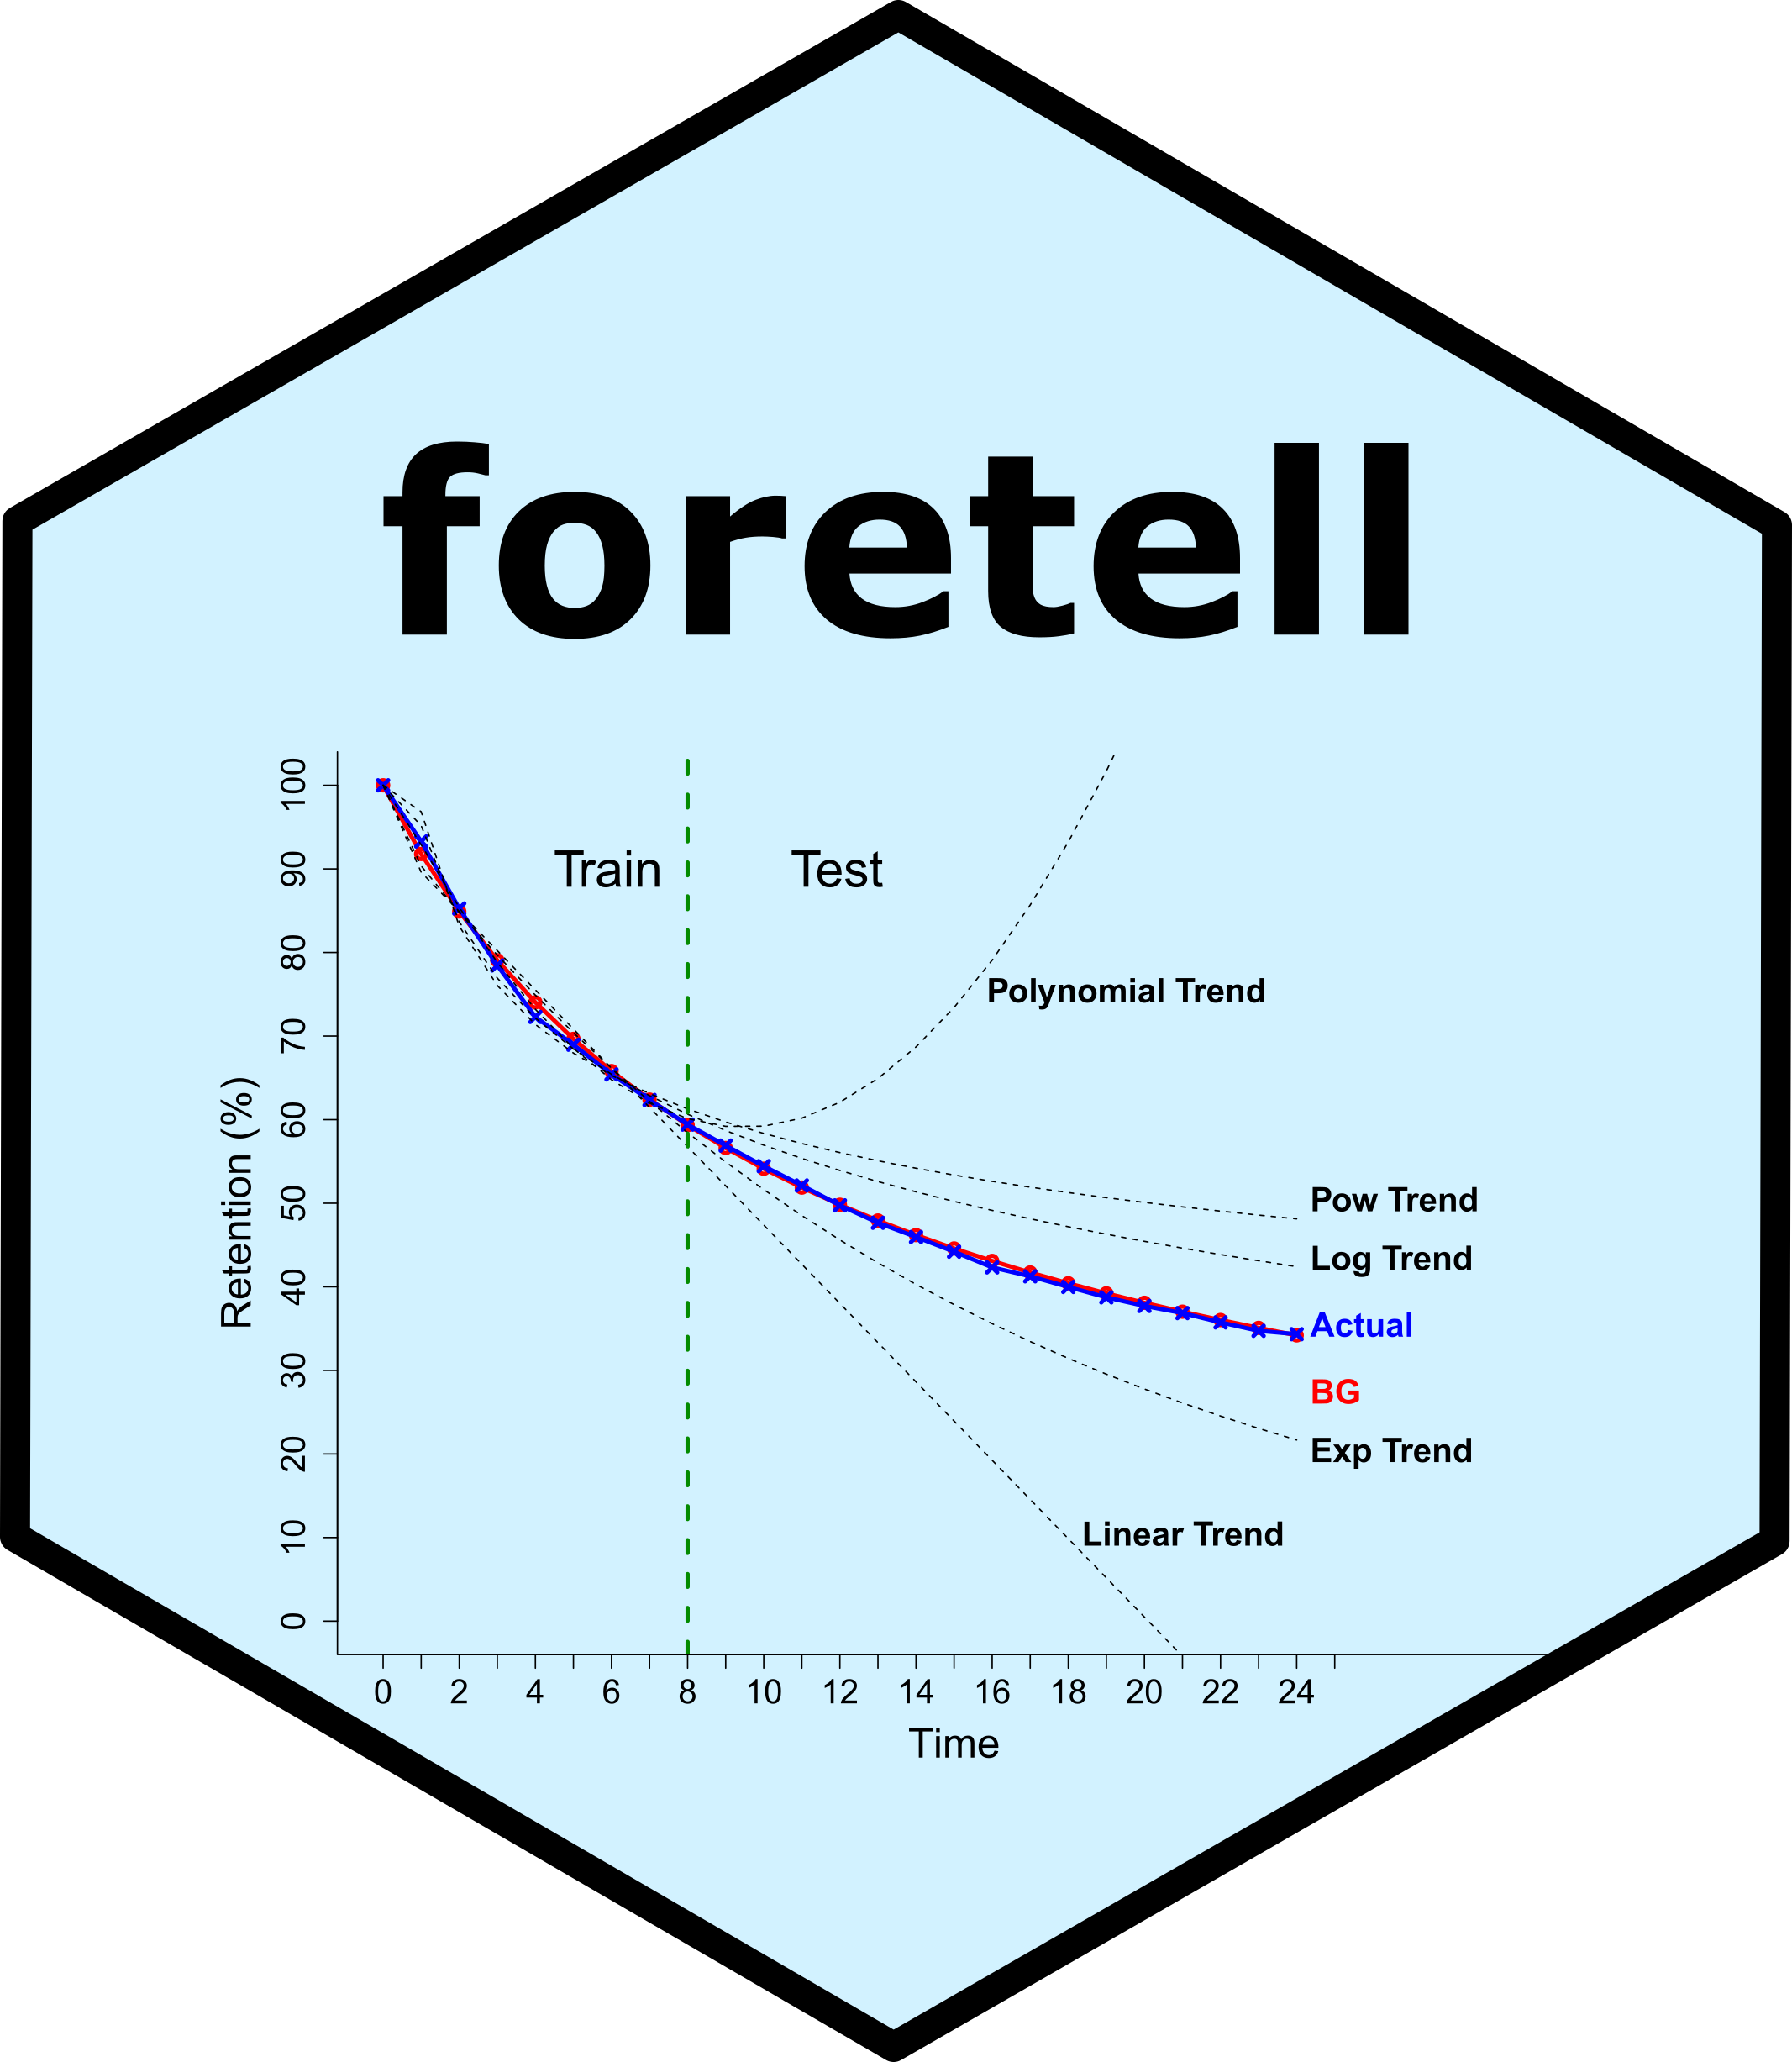 foretell
Train
Test
Polynomial Trend
Pow Trend
Log Trend
Actual
BG
Exp Trend
Linear Trend
Retention (%)
100
90
80
70
60
50
40
30
20
10
0
0 2 4 6 8 10 12 14 16 18 20 22 24
Time